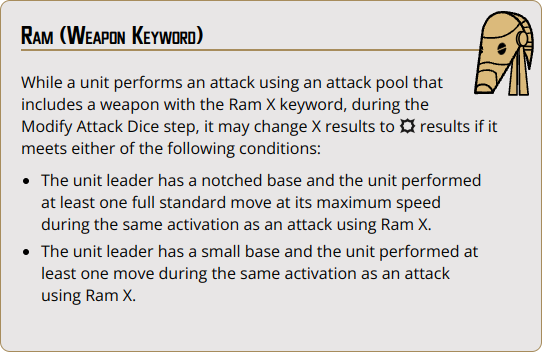 Ram (Weapon Keyword)
While a unit performs an attack using an attack pool that
includes a weapon with the Ram X keyword, during the
Modify Attack Dice step, it may change X results to results if it
meets either of the following conditions:
• The unit leader has a notched base and the unit performed
at least one full standard move at its maximum speed
during the same activation as an attack using Ram X.
• The unit leader has a small base and the unit performed at
least one move during the same activation as an attack
using Ram X.